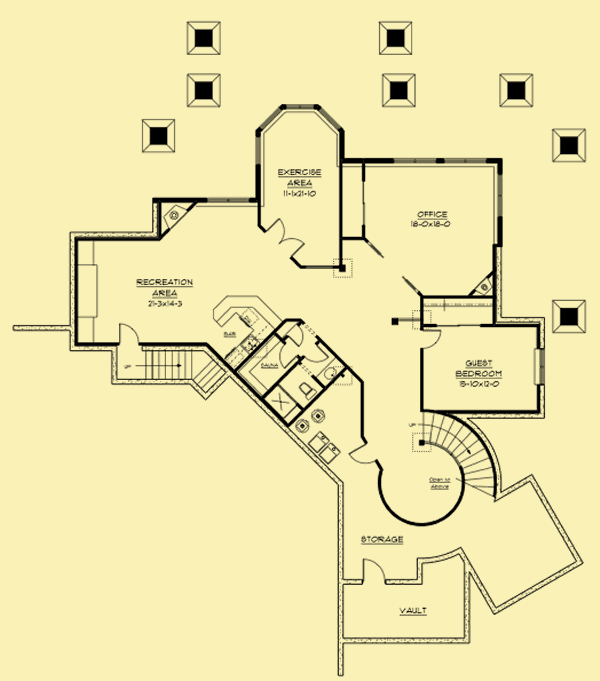 EXERCISE
AREA
11-1x21-10
OFFICE
18-0x18-0
RECREATION
AREA
21-3x14-3
BAR
SAUNA
GUEST
BEDROOM
15-10x12-0
UP
UP
Open to
Above
STORAGE
VAULT